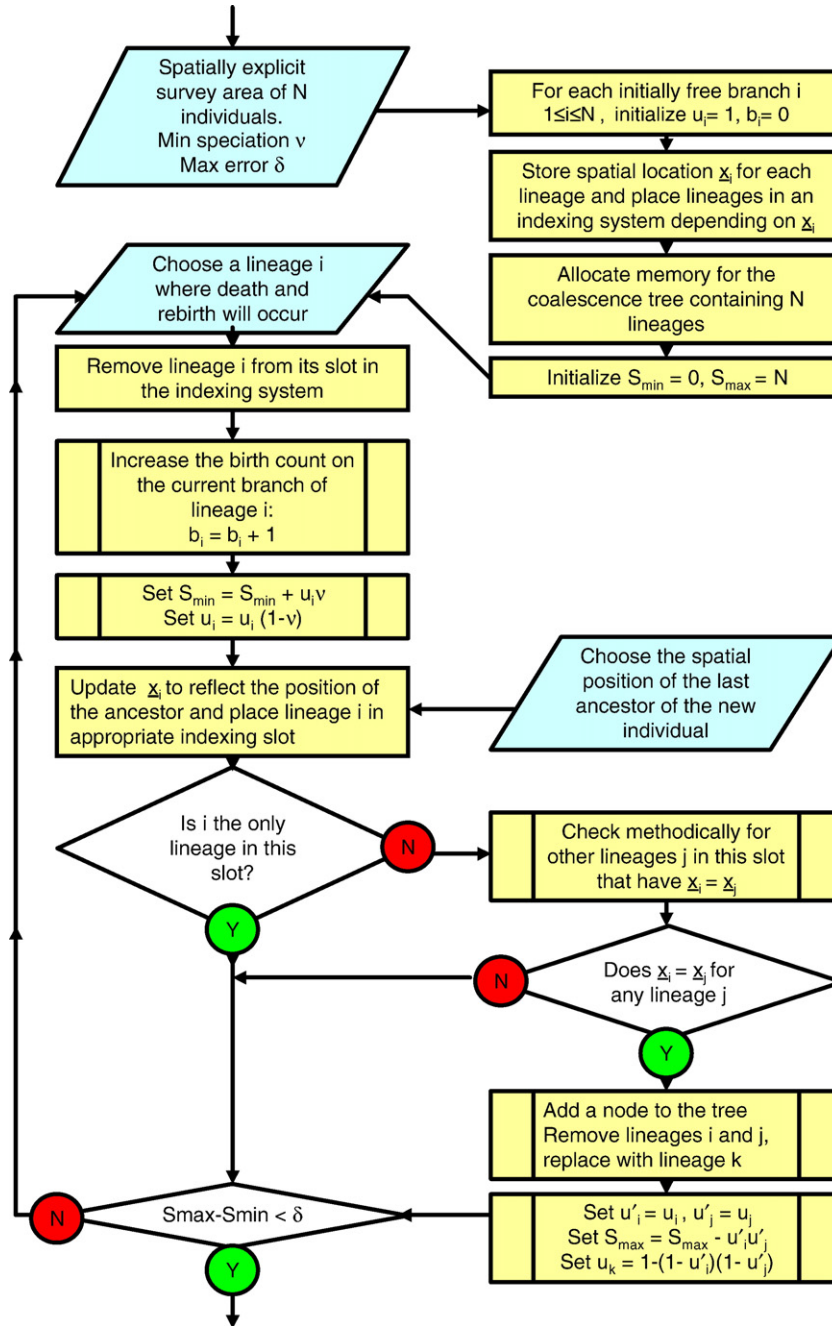 Spatially explicit
survey area of N
individuals.
Min speciation ν
Max error δ
For each initially free branch i
1≤i≤N , initialize uᵢ= 1, bᵢ= 0
Store spatial location x̲ᵢ for each
lineage and place lineages in an
indexing system depending on x̲ᵢ
Allocate memory for the
coalescence tree containing N
lineages
Initialize Sₘᵢₙ = 0, Sₘₐₓ = N
Choose a lineage i
where death and
rebirth will occur
Remove lineage i from its slot in
the indexing system
Increase the birth count on
the current branch of
lineage i:
bᵢ = bᵢ + 1
Set Sₘᵢₙ = Sₘᵢₙ + uᵢν
Set uᵢ = uᵢ (1-ν)
Choose the spatial
position of the last
ancestor of the new
individual
Update x̲ᵢ to reflect the position of
the ancestor and place lineage i in
appropriate indexing slot
Is i the only
lineage in this
slot?
N
Y
Check methodically for
other lineages j in this slot
that have x̲ᵢ = x̲ⱼ
Does x̲ᵢ = x̲ⱼ for
any lineage j
N
Y
Add a node to the tree
Remove lineages i and j,
replace with lineage k
Set u'ᵢ = uᵢ , u'ⱼ = uⱼ
Set Sₘₐₓ = Sₘₐₓ - u'ᵢu'ⱼ
Set uₖ = 1-(1- u'ᵢ)(1- u'ⱼ)
Smax-Smin < δ
N
Y